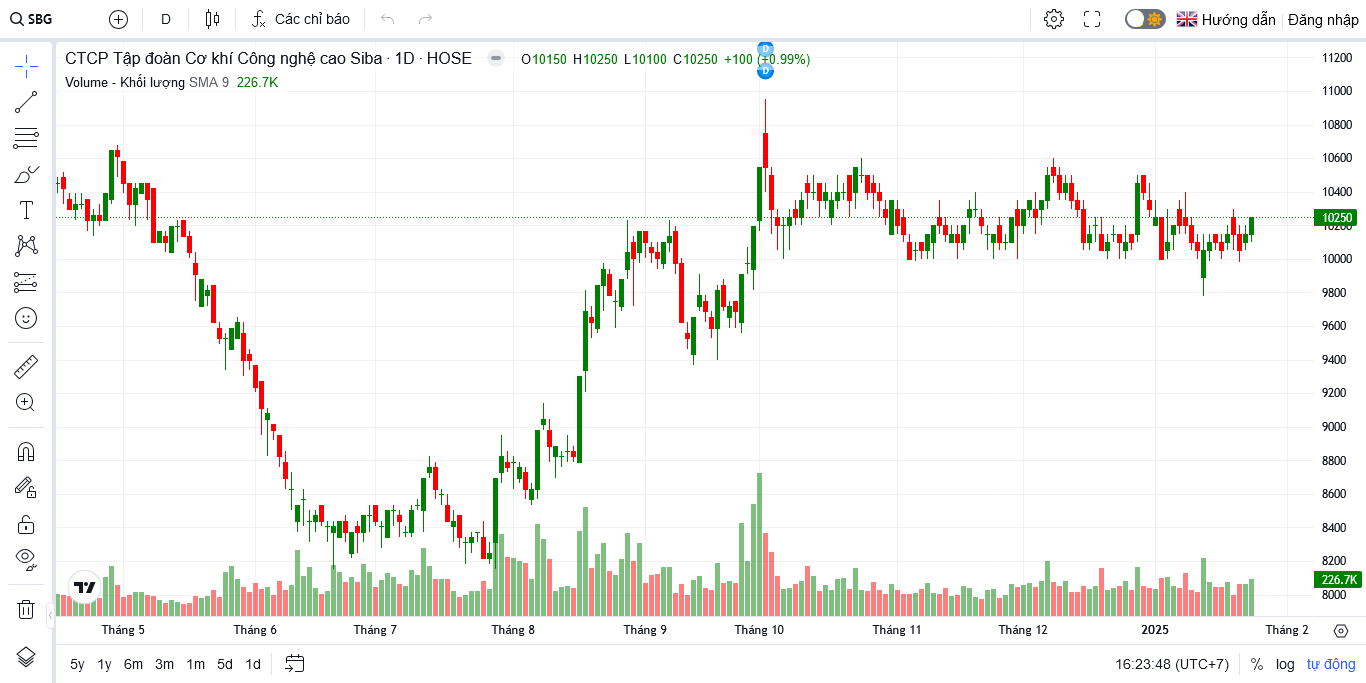 SBG D Các chỉ báo Hướng dẫn Đăng nhập
CTCP Tập đoàn Cơ khí Công nghệ cao Siba · 1D · HOSE O10150 H10250 L10100 C10250 +100 (+0.99%)
Volume - Khối lượng SMA 9 226.7K
D
D
11200
11000
10800
10600
10400
10250
10200
10000
9800
9600
9400
9200
9000
8800
8600
8400
8200
226.7K
8000
Tháng 5 Tháng 6 Tháng 7 Tháng 8 Tháng 9 Tháng 10 Tháng 11 Tháng 12 2025 Tháng 2
5y 1y 6m 3m 1m 5d 1d 16:23:48 (UTC+7) % log tự động